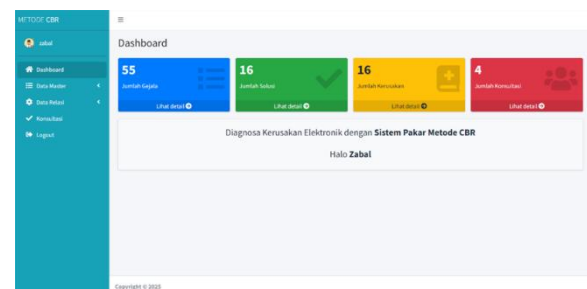 METODE CBR
Zabal
Dashboard
Data Master
Data Relasi
Konsultasi
Logout
Dashboard
55
Jumlah Gejala
Lihat detail
16
Jumlah Solusi
Lihat detail
16
Jumlah Kerusakan
Lihat detail
4
Jumlah Konsultasi
Lihat detail
Diagnosa Kerusakan Elektronik dengan Sistem Pakar Metode CBR
Halo Zabal
Copyright © 2025